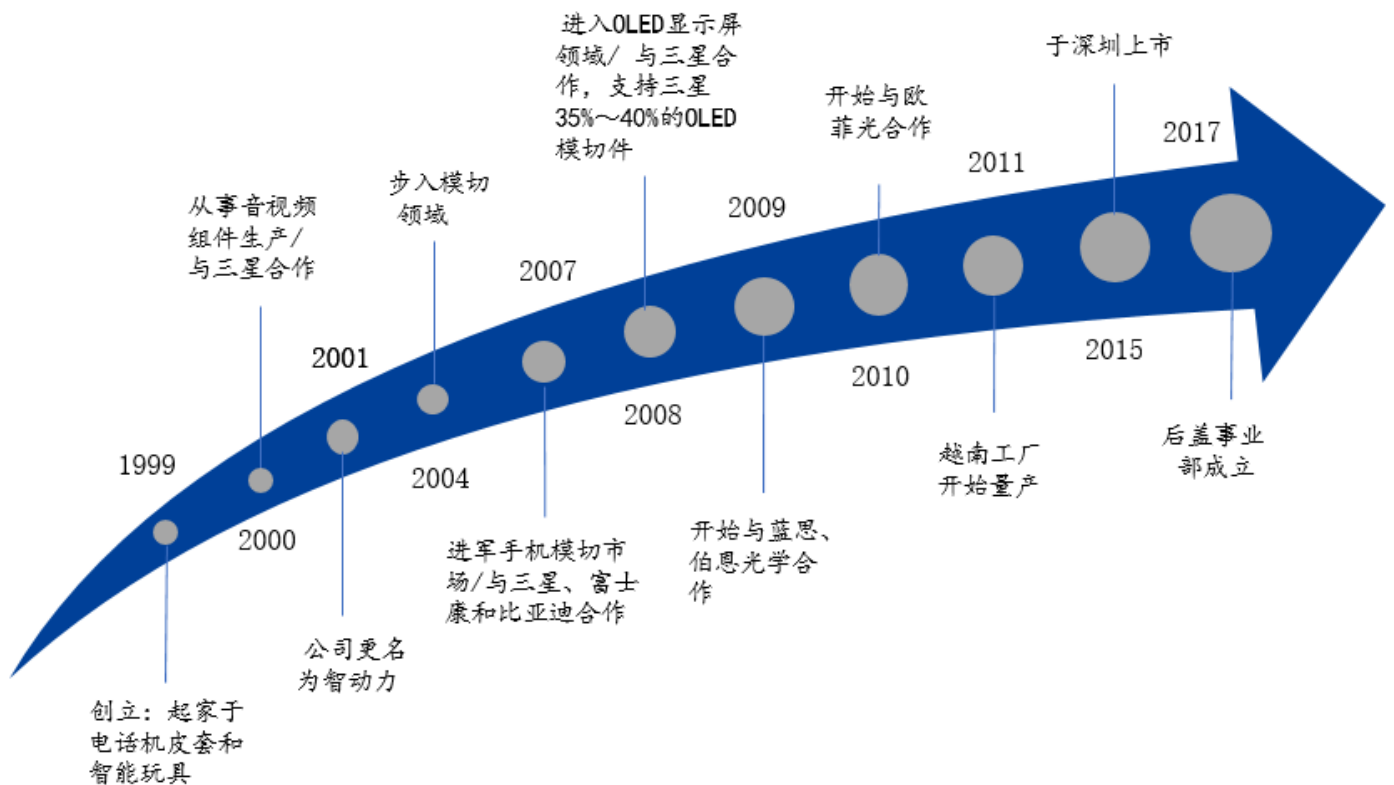 1999
创立：起家于
电话机皮套和
智能玩具
从事音视频
组件生产/
与三星合作
2000
2001
公司更名
为智动力
步入模切
领域
2004
2007
进军手机模切市
场/与三星、富士
康和比亚迪合作
进入OLED显示屏
领域/ 与三星合
作，支持三星
35%～40%的OLED
模切件
2008
2009
开始与蓝思、
伯恩光学合
作
开始与欧
菲光合作
2010
2011
越南工厂
开始量产
于深圳上市
2015
2017
后盖事业
部成立